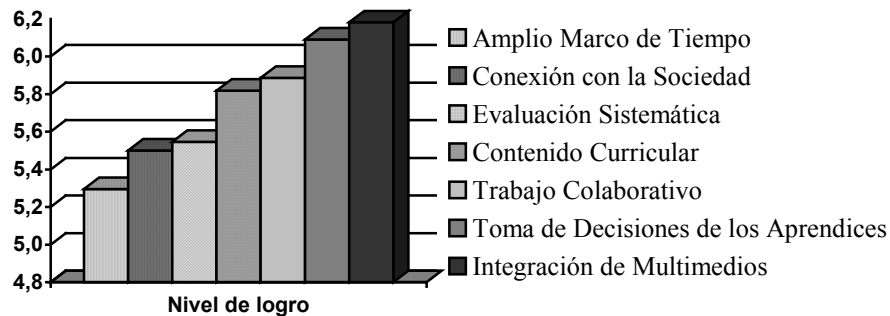 6,2
6,0
5,8
5,6
5,4
5,2
5,0
4,8
Nivel de logro
Amplio Marco de Tiempo
Conexión con la Sociedad
Evaluación Sistemática
Contenido Curricular
Trabajo Colaborativo
Toma de Decisiones de los Aprendices
Integración de Multimedios